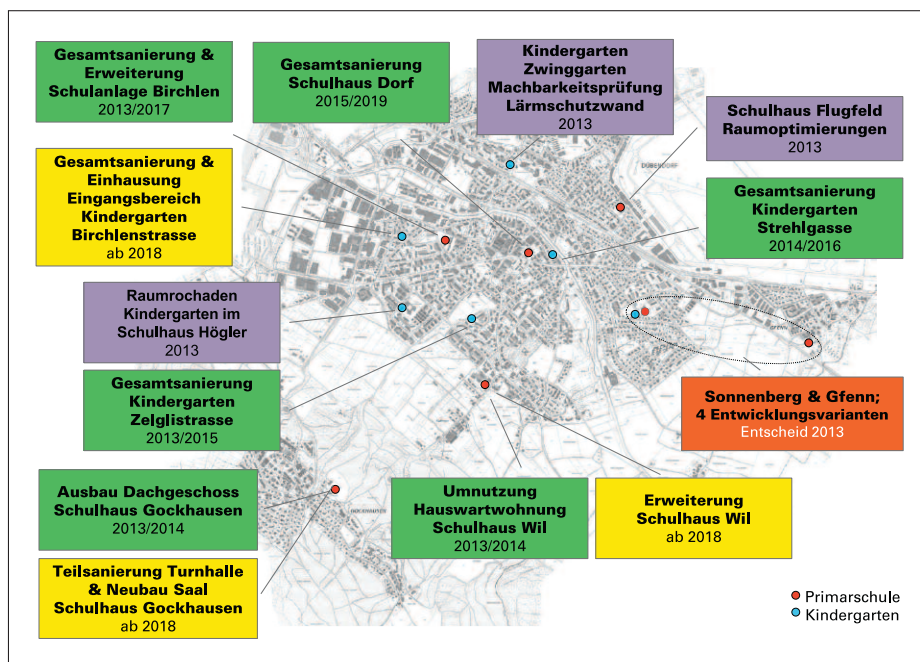 Gesamtsanierung &
Erweiterung
Schulanlage Birchlen
2013/2017
Gesamtsanierung
Schulhaus Dorf
2015/2019
Kindergarten
Zwinggarten
Machbarkeitsprüfung
Lärmschutzwand
2013
Schulhaus Flugfeld
Raumoptimierungen
2013
Gesamtsanierung &
Einhausung
Eingangsbereich
Kindergarten
Birchlenstrasse
ab 2018
DÜBENDORF
Gesamtsanierung
Kindergarten
Strehlgasse
2014/2016
Raumrochaden
Kindergarten im
Schulhaus Högler
2013
GFENN
Gesamtsanierung
Kindergarten
Zelglistrasse
2013/2015
Sonnenberg & Gfenn;
4 Entwicklungsvarianten
Entscheid 2013
Ausbau Dachgeschoss
Schulhaus Gockhausen
2013/2014
GOCKHAUSEN
Umnutzung
Hauswartwohnung
Schulhaus Wil
2013/2014
Erweiterung
Schulhaus Wil
ab 2018
Teilsanierung Turnhalle
& Neubau Saal
Schulhaus Gockhausen
ab 2018
Primarschule
Kindergarten